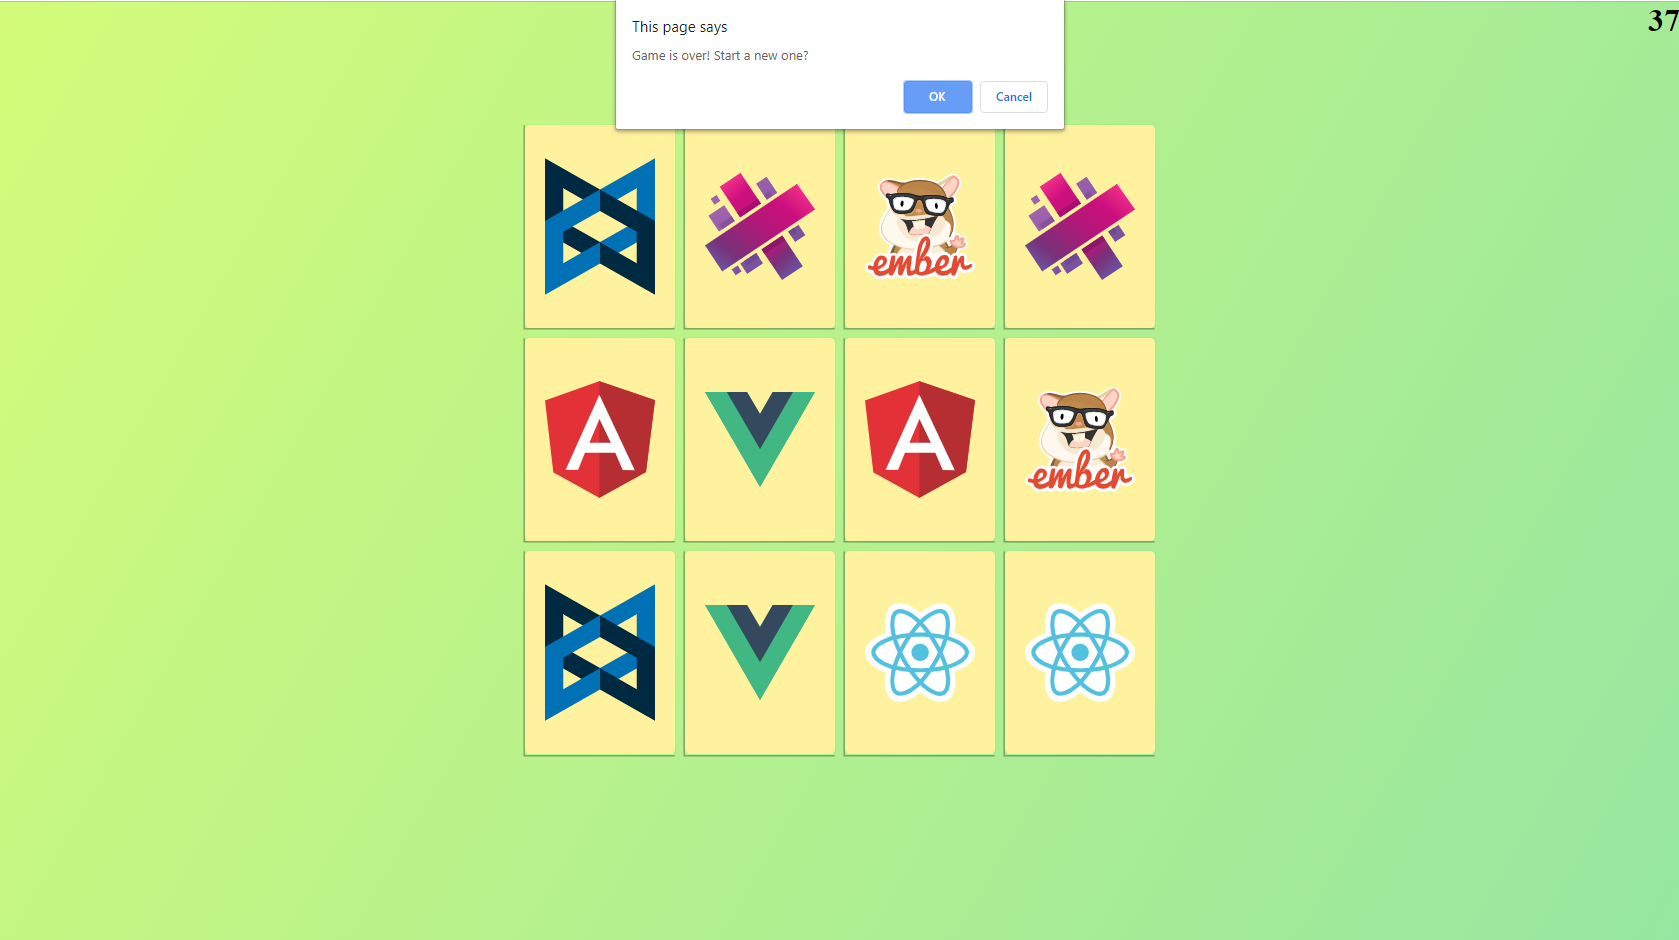 This page says
37
Game is over! Start a new one?
OK Cancel
ember
A A
ember